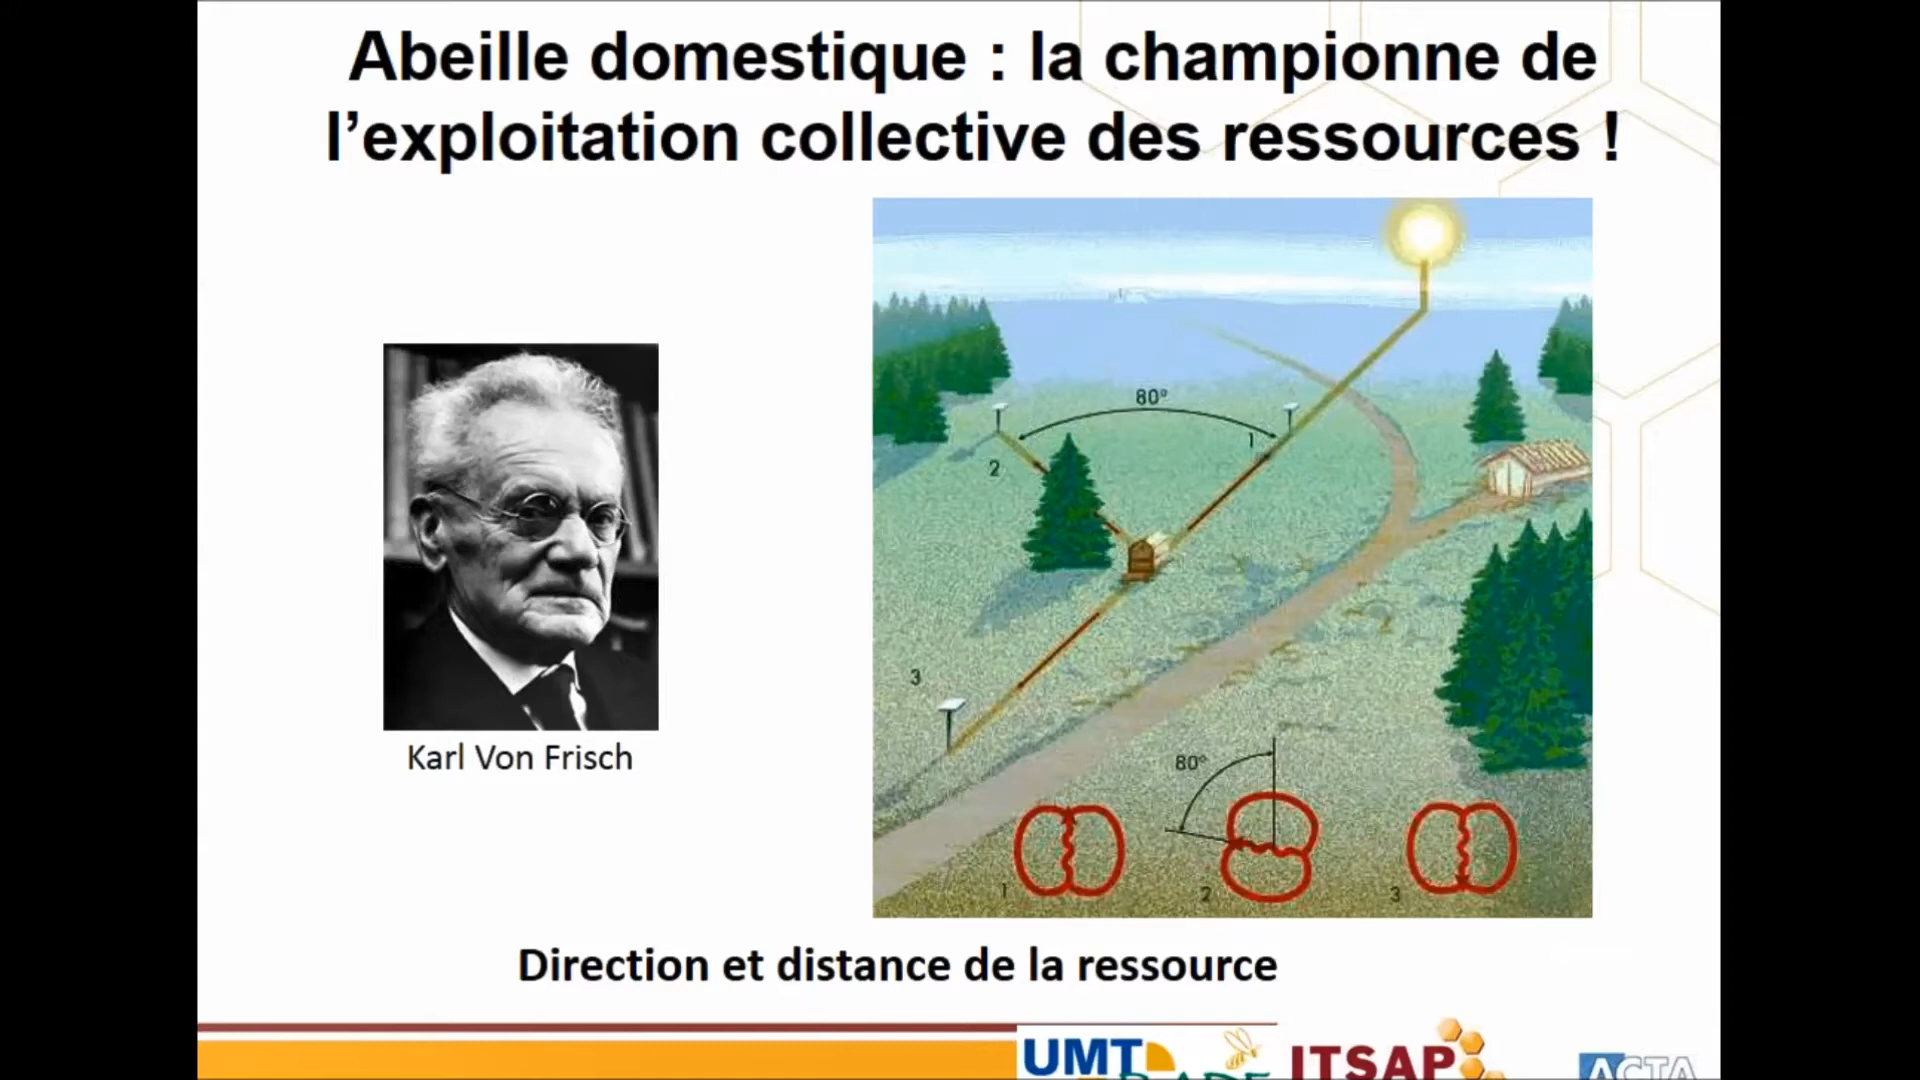 Abeille domestique : la championne de
l’exploitation collective des ressources !
80°
1
2
3
Karl Von Frisch
80°
1
2
3
Direction et distance de la ressource
UMT
ITSAP
ACTA